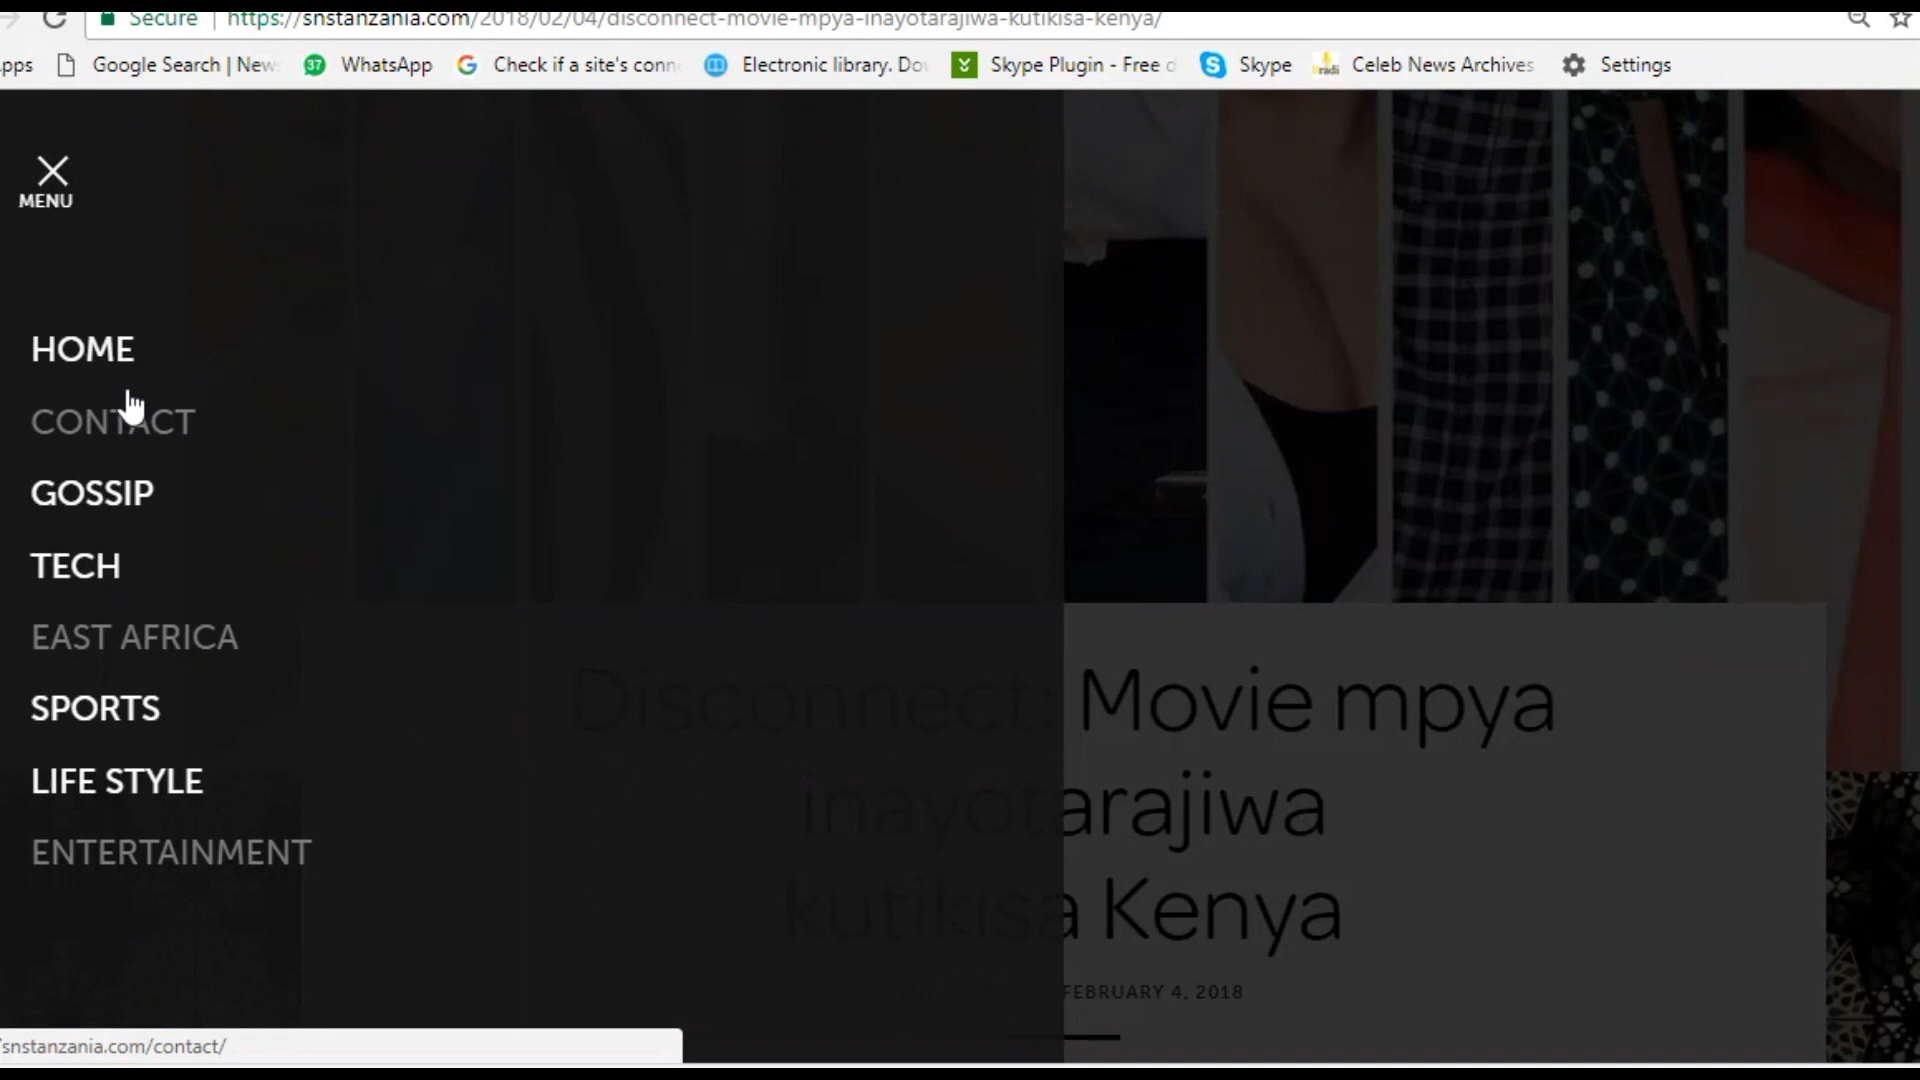 Secure https://snstanzania.com/2018/02/04/disconnect-movie-mpya-inayotarajiwa-kutikisa-kenya/
pps Google Search | New 37 WhatsApp Check if a site's conn Electronic library. Do Skype Plugin - Free d Skype Celeb News Archives Settings
MENU
HOME
CONTACT
GOSSIP
TECH
EAST AFRICA
SPORTS
LIFE STYLE
ENTERTAINMENT
Disconnect: Movie mpya
inayotarajiwa
kutikisa Kenya
FEBRUARY 4, 2018
/snstanzania.com/contact/